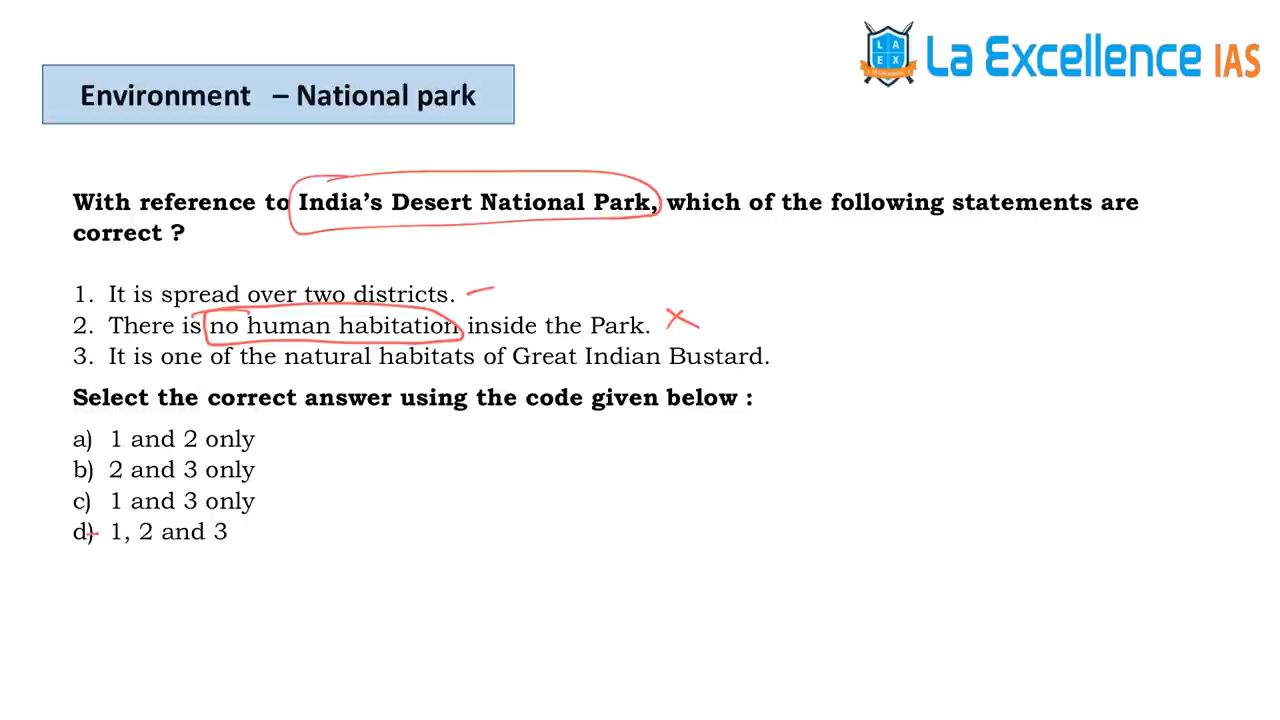 La Excellence IAS
L A
E X
Environment – National park
With reference to India's Desert National Park, which of the following statements are
correct ?
1. It is spread over two districts.
2. There is no human habitation inside the Park.
3. It is one of the natural habitats of Great Indian Bustard.
Select the correct answer using the code given below :
a) 1 and 2 only
b) 2 and 3 only
c) 1 and 3 only
d) 1, 2 and 3